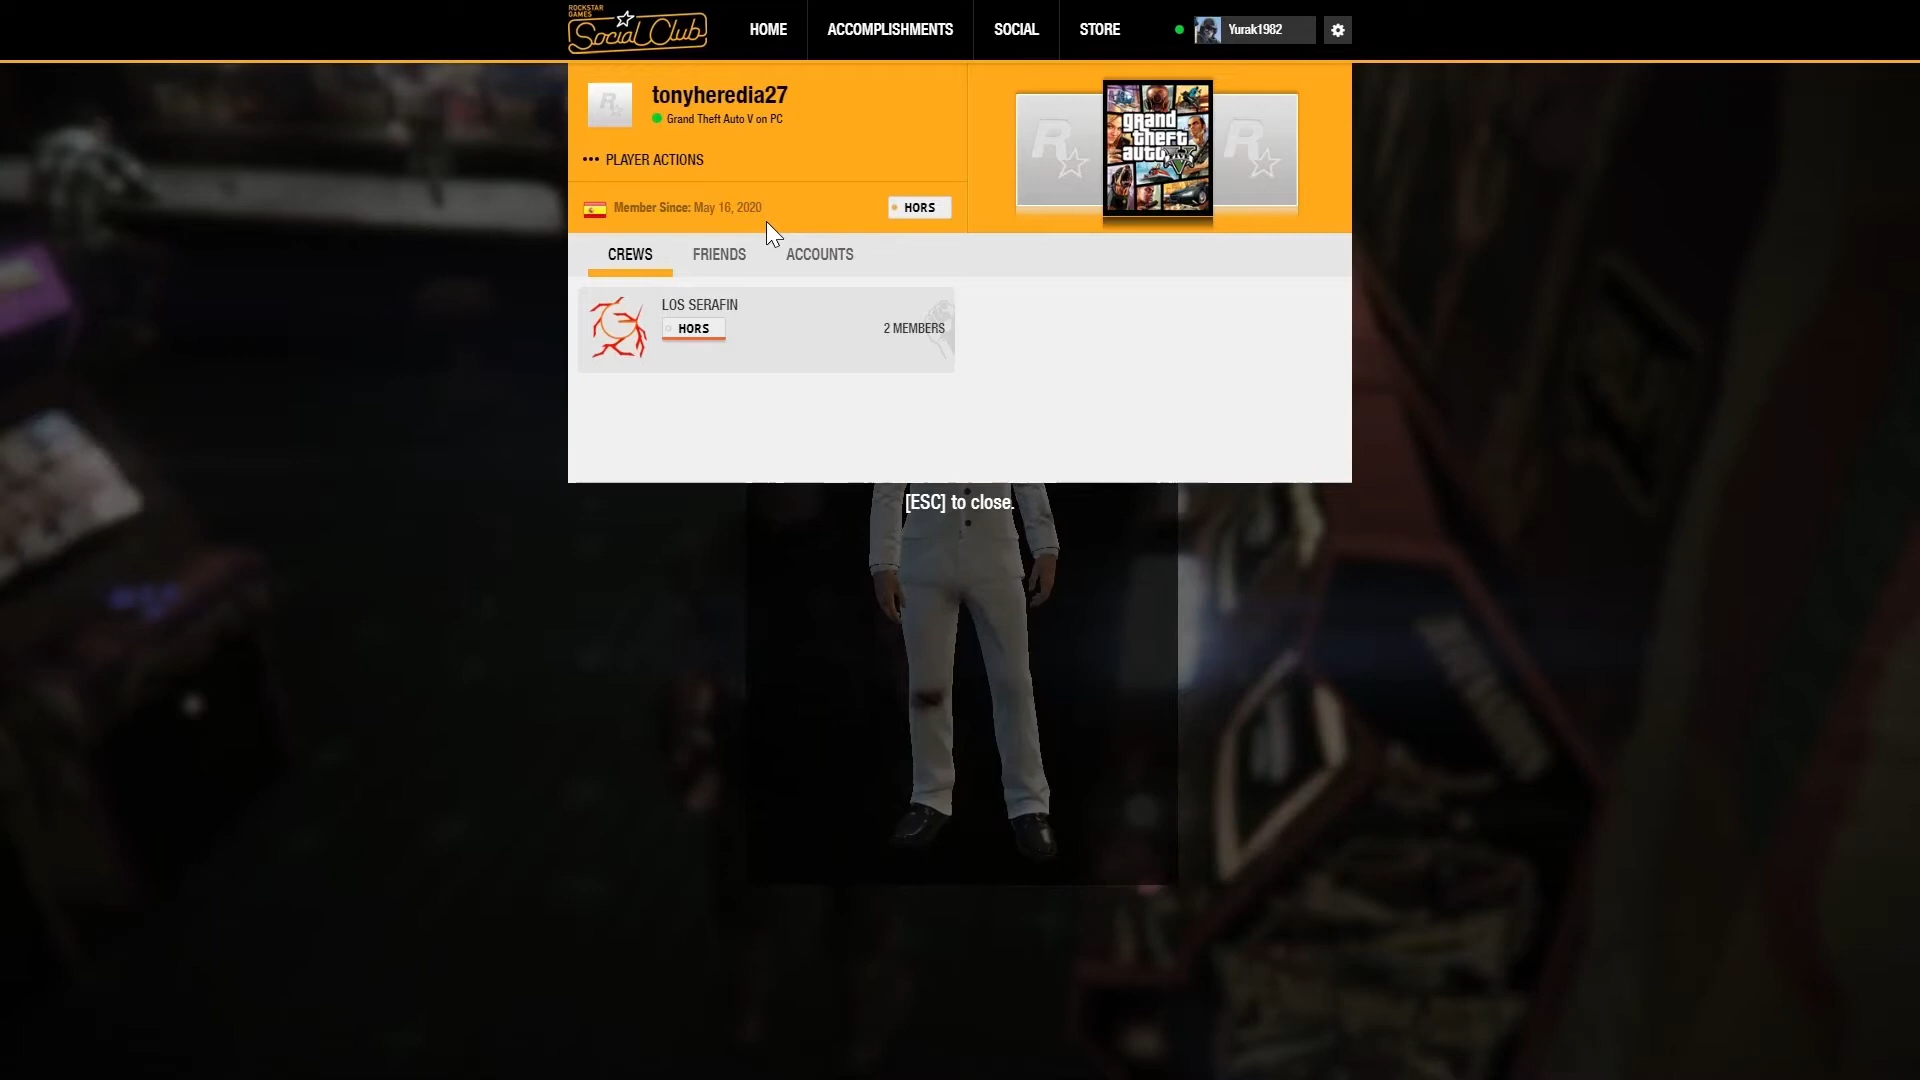 ROCKSTAR
GAMES
Social Club
HOME
ACCOMPLISHMENTS
SOCIAL
STORE
Yurak1982
tonyheredia27
Grand Theft Auto V on PC
••• PLAYER ACTIONS
Member Since: May 16, 2020
HORS
R
grand
theft
auto
V
R
CREWS
FRIENDS
ACCOUNTS
LOS SERAFIN
HORS
2 MEMBERS
[ESC] to close.